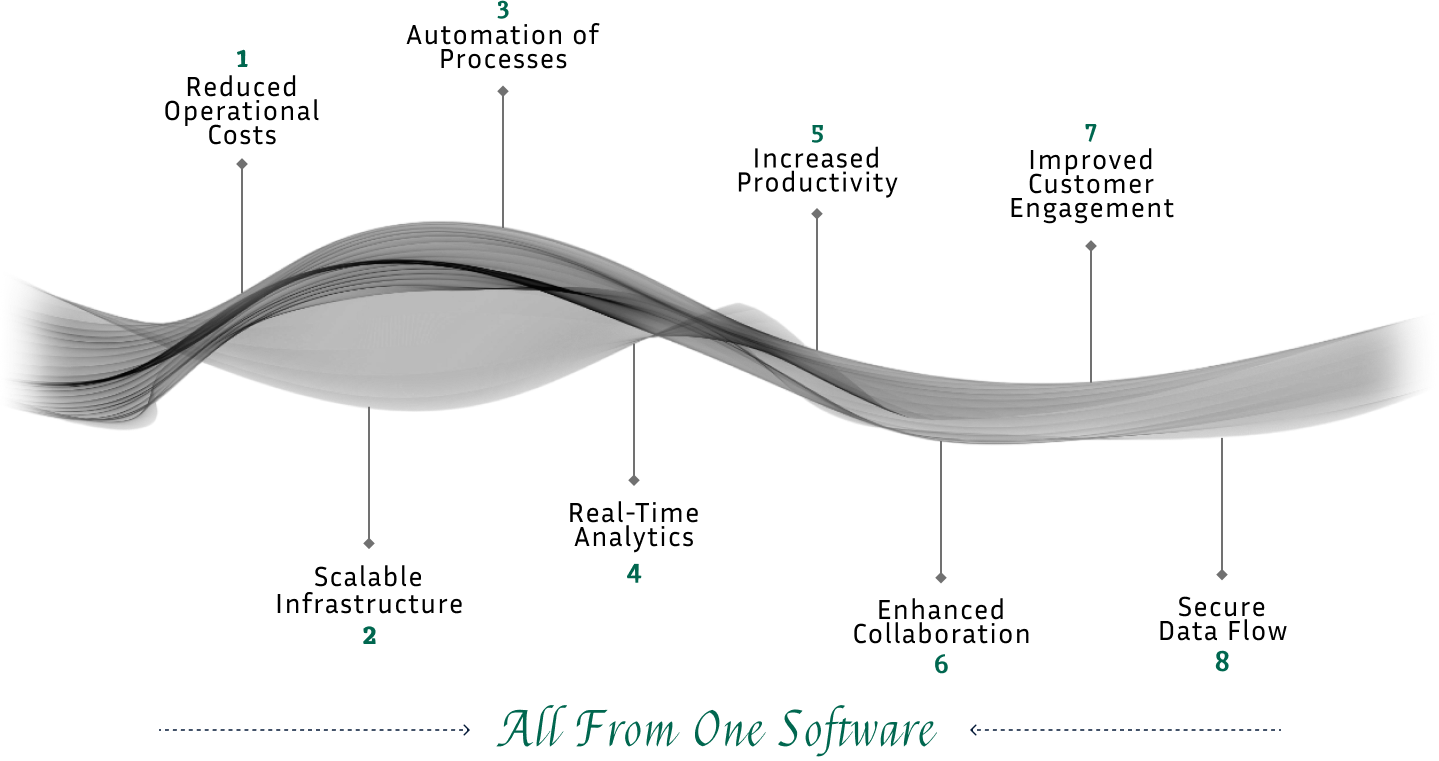 1
Reduced
Operational
Costs
Scalable
Infrastructure
2
3
Automation of
Processes
Real-Time
Analytics
4
5
Increased
Productivity
Enhanced
Collaboration
6
7
Improved
Customer
Engagement
Secure
Data Flow
8
All From One Software